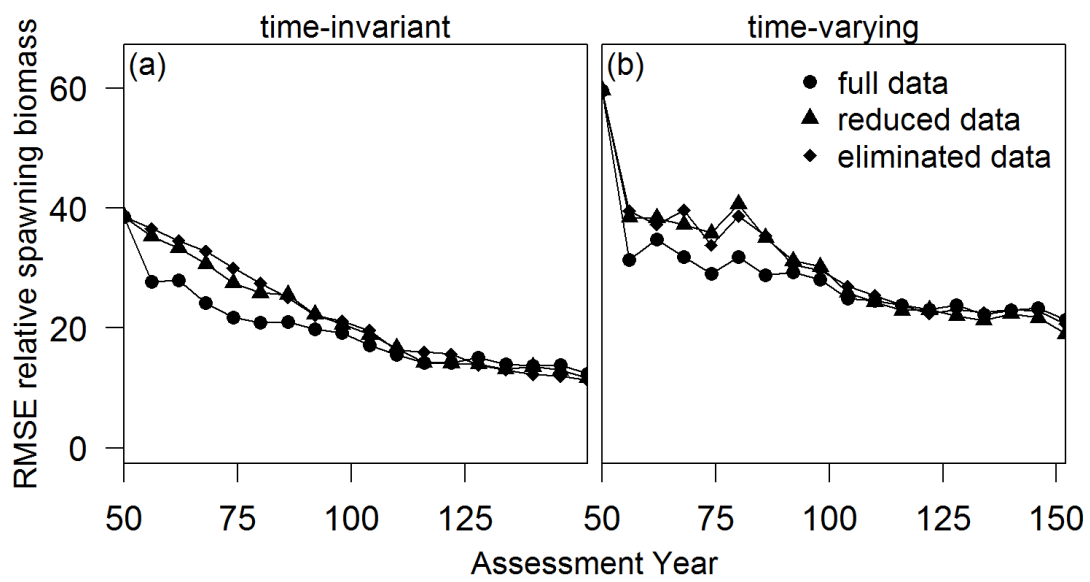 time-invariant
time-varying
RMSE relative spawning biomass
(a)
(b)
full data
reduced data
eliminated data
60
40
20
0
50
75
100
125
50
75
100
125
150
Assessment Year